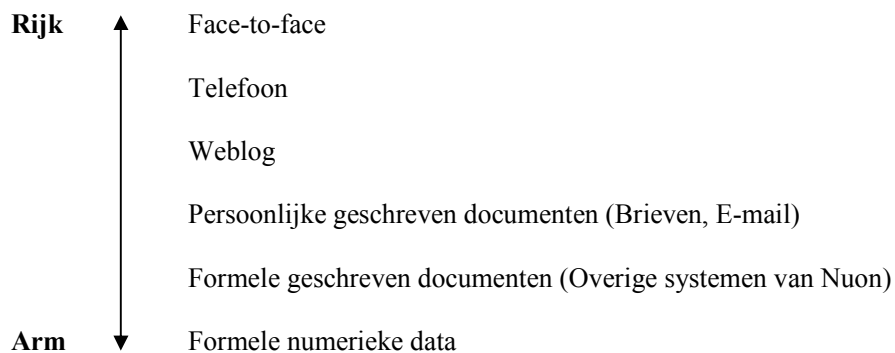 Rijk Face-to-face
Telefoon
Weblog
Persoonlijke geschreven documenten (Brieven, E-mail)
Formele geschreven documenten (Overige systemen van Nuon)
Arm Formele numerieke data